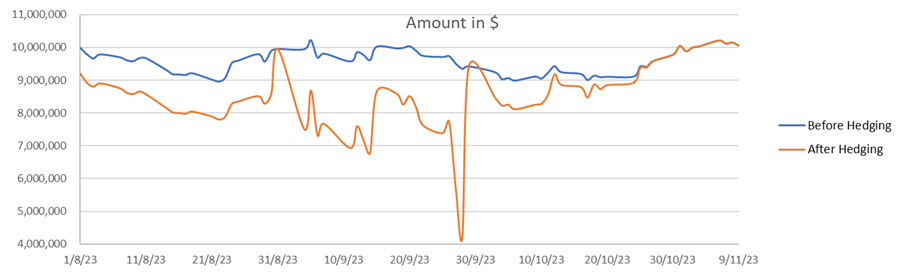 Amount in $
11,000,000
10,000,000
9,000,000
8,000,000
7,000,000
6,000,000
5,000,000
4,000,000
1/8/23 11/8/23 21/8/23 31/8/23 10/9/23 20/9/23 30/9/23 10/10/23 20/10/23 30/10/23 9/11/23
Before Hedging
After Hedging